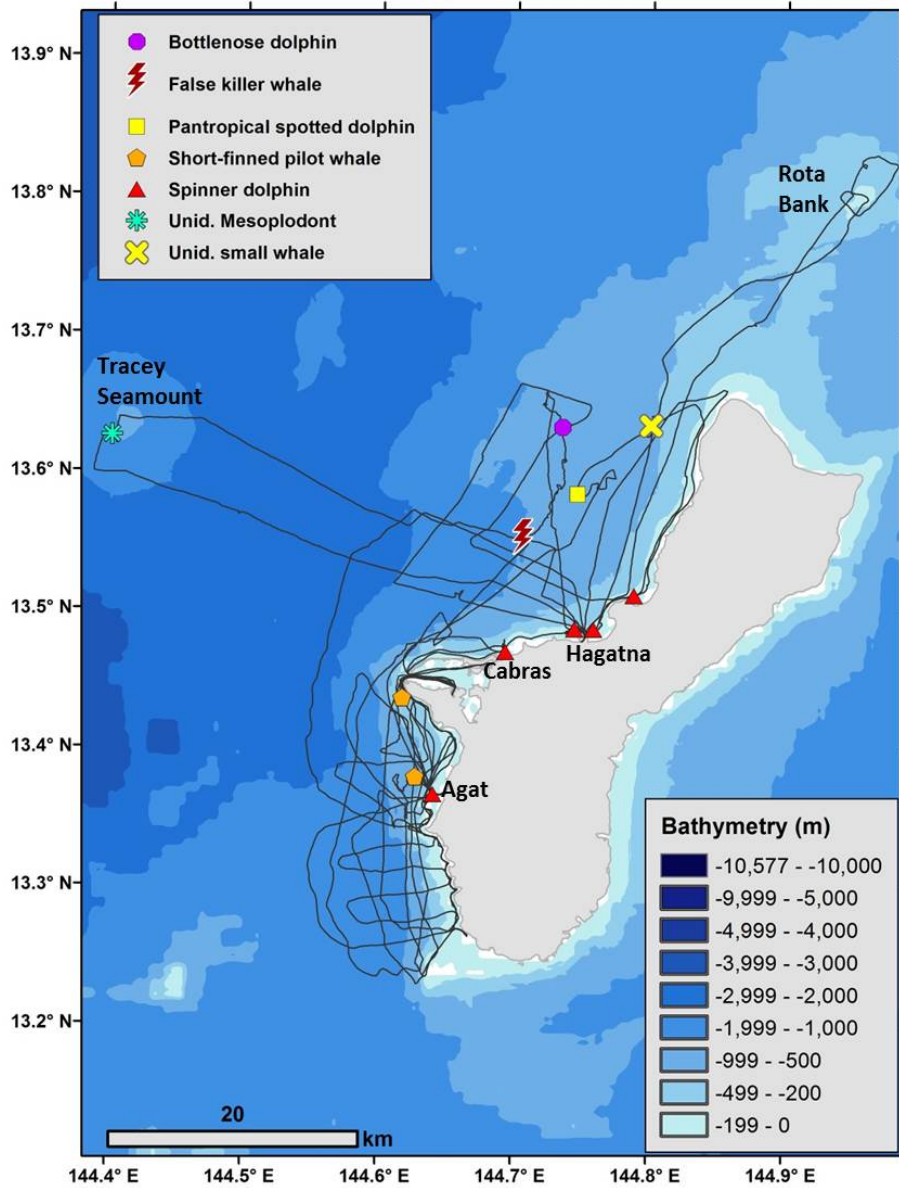 Bottlenose dolphin
False killer whale
Pantropical spotted dolphin
Short-finned pilot whale
Spinner dolphin
Unid. Mesoplodont
Unid. small whale
13.9° N
13.8° N
13.7° N
13.6° N
13.5° N
13.4° N
13.3° N
13.2° N
Rota
Bank
Tracey
Seamount
Hagatna
Cabras
Agat
Bathymetry (m)
-10,577 - -10,000
-9,999 - -5,000
-4,999 - -4,000
-3,999 - -3,000
-2,999 - -2,000
-1,999 - -1,000
-999 - -500
-499 - -200
-199 - 0
20
km
144.4° E
144.5° E
144.6° E
144.7° E
144.8° E
144.9° E